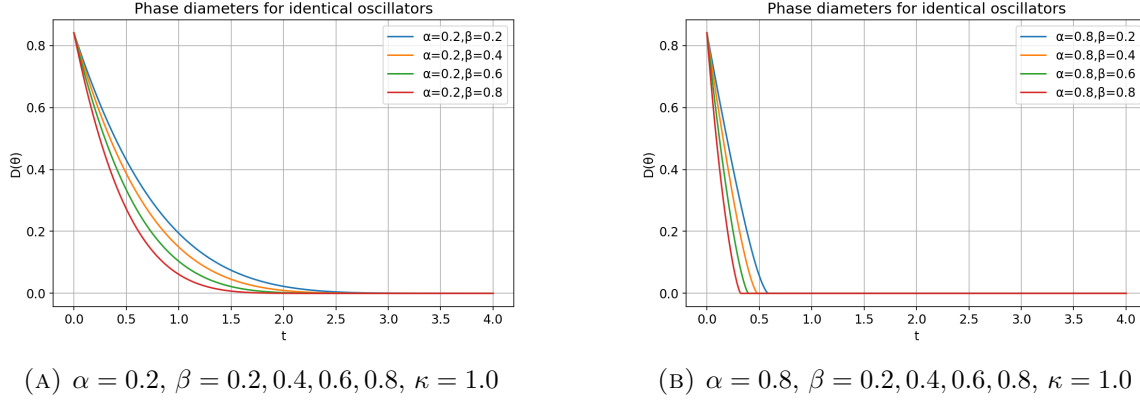 Phase diameters for identical oscillators
α=0.2,β=0.2
α=0.2,β=0.4
α=0.2,β=0.6
α=0.2,β=0.8
0.8
0.6
0.4
0.2
0.0
D(θ)
0.0 0.5 1.0 1.5 2.0 2.5 3.0 3.5 4.0
t
(A) α = 0.2, β = 0.2, 0.4, 0.6, 0.8, κ = 1.0
Phase diameters for identical oscillators
α=0.8,β=0.2
α=0.8,β=0.4
α=0.8,β=0.6
α=0.8,β=0.8
0.8
0.6
0.4
0.2
0.0
D(θ)
0.0 0.5 1.0 1.5 2.0 2.5 3.0 3.5 4.0
t
(B) α = 0.8, β = 0.2, 0.4, 0.6, 0.8, κ = 1.0